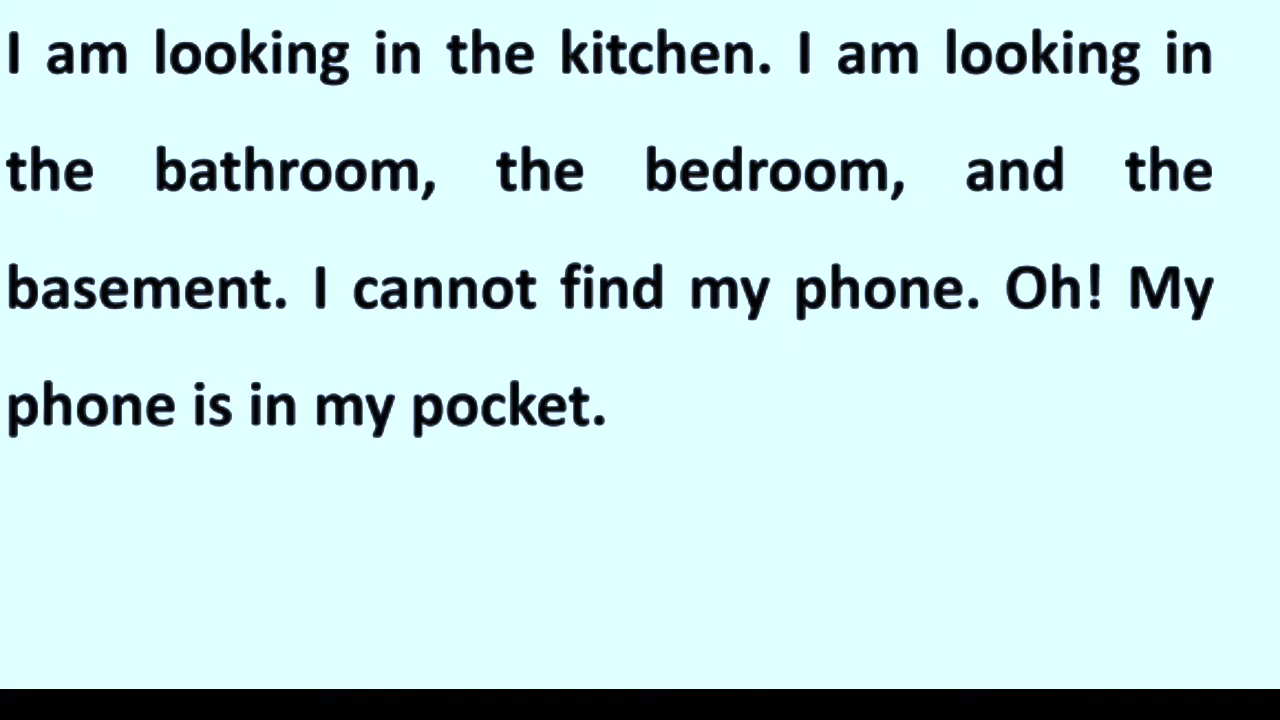 I am looking in the kitchen. I am looking in
the bathroom, the bedroom, and the
basement. I cannot find my phone. Oh! My
phone is in my pocket.